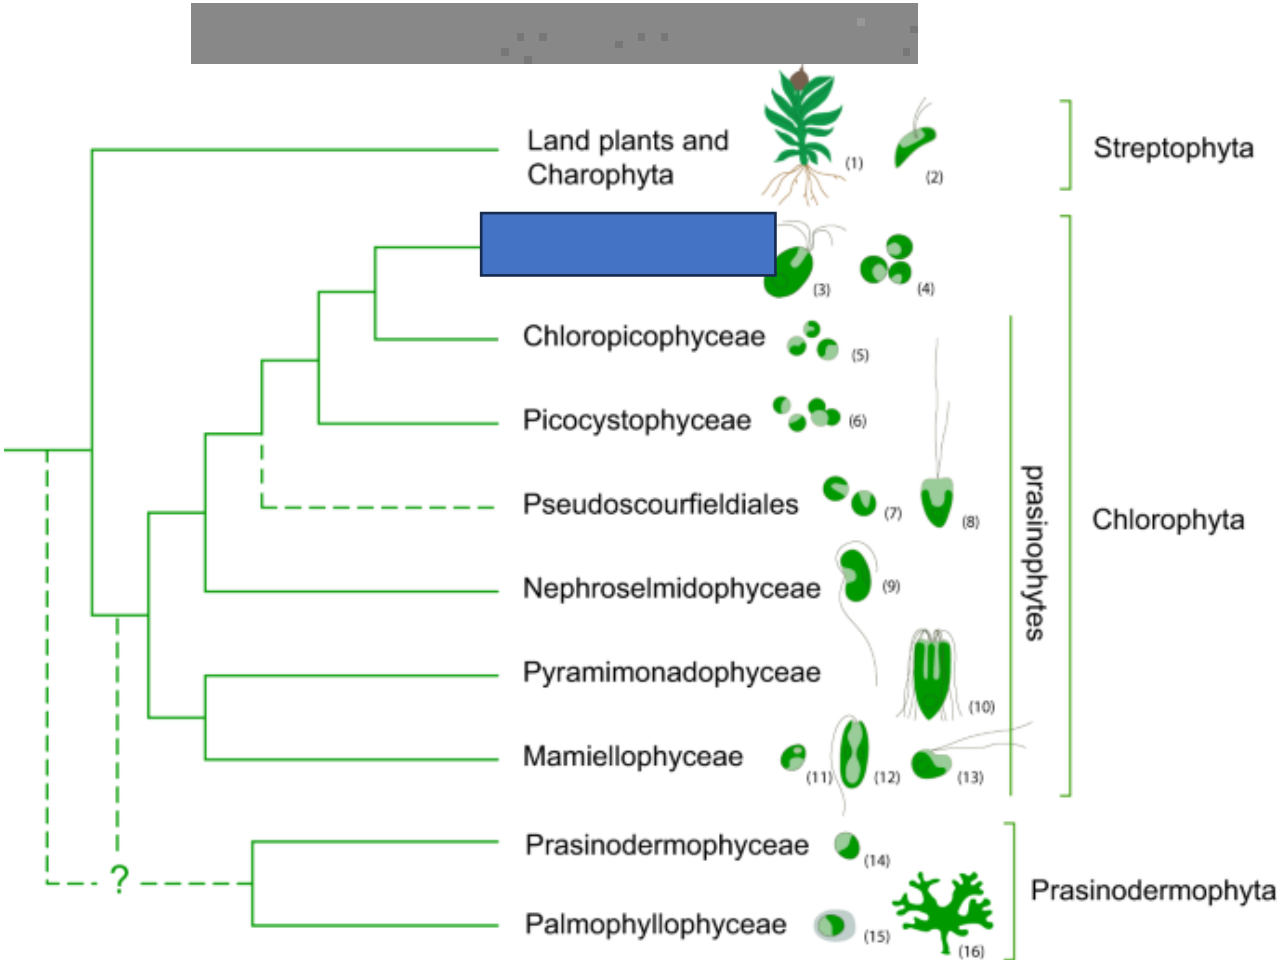 Land plants and
Charophyta
(1)
(2)
Streptophyta
(3)
(4)
Chloropicophyceae
(5)
Picocystophyceae
(6)
Pseudoscourfieldiales
(7)
(8)
prasinophytes
Chlorophyta
Nephroselmidophyceae
(9)
Pyramimonadophyceae
(10)
Mamiellophyceae
(11)
(12)
(13)
?
Prasinodermophyceae
(14)
Prasinodermophyta
Palmophyllophyceae
(15)
(16)